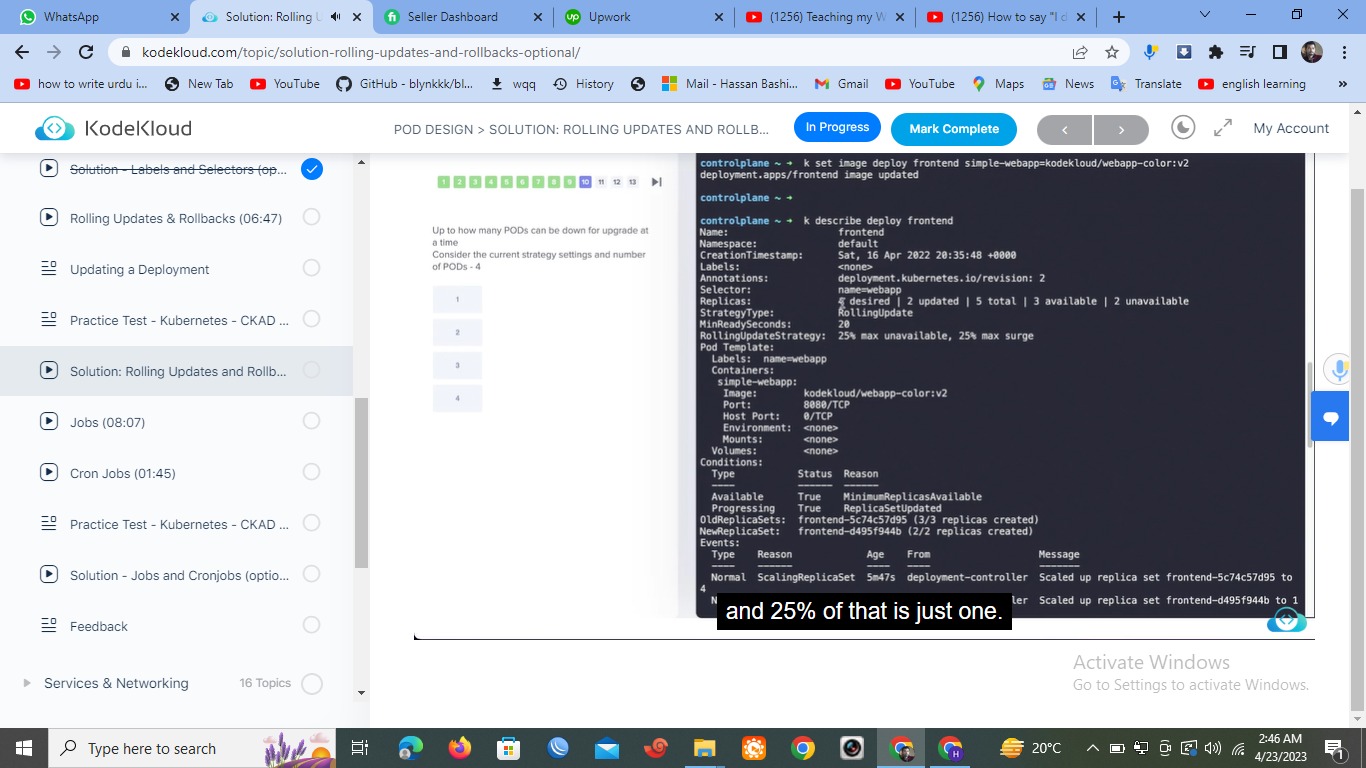 WhatsApp
Solution: Rolling U
Seller Dashboard
Upwork
(1256) Teaching my W
(1256) How to say "I d
kodekloud.com/topic/solution-rolling-updates-and-rollbacks-optional/
how to write urdu i...
New Tab
YouTube
GitHub - blynkkk/bl...
wqq
History
Mail - Hassan Bashi...
Gmail
YouTube
Maps
News
Translate
english learning
»
KodeKloud
POD DESIGN > SOLUTION: ROLLING UPDATES AND ROLLB...
In Progress
Mark Complete
My Account
Solution - Labels and Selectors (op...
Rolling Updates & Rollbacks (06:47)
Updating a Deployment
Practice Test - Kubernetes - CKAD ...
Solution: Rolling Updates and Rollb...
Jobs (04:07)
Cron Jobs (01:45)
Practice Test - Kubernetes - CKAD ...
Solution - Jobs and Cronjobs (optio...
Feedback
Services & Networking 16 Topics
1 2 3 4 5 6 7 8 9 10 11 12 13
Up to how many PODs can be down for upgrade at
a time
Consider the current strategy settings and number
of PODs - 4
1
2
3
4
controlplane ~ ➜ k set image deploy frontend simple-webapp=kodekloud/webapp-color:v2
deployment.apps/frontend image updated
controlplane ~ ➜
controlplane ~ ➜ k describe deploy frontend
Name: frontend
Namespace: default
CreationTimestamp: Sat, 16 Apr 2022 20:35:48 +0000
Labels: <none>
Annotations: deployment.kubernetes.io/revision: 2
Selector: name=webapp
Replicas: 4 desired | 2 updated | 5 total | 3 available | 2 unavailable
StrategyType: RollingUpdate
MinReadySeconds: 20
RollingUpdateStrategy: 25% max unavailable, 25% max surge
Pod Template:
Labels: name=webapp
Containers:
simple-webapp:
Image: kodekloud/webapp-color:v2
Port: 8080/TCP
Host Port: 0/TCP
Environment: <none>
Mounts: <none>
Volumes: <none>
Conditions:
Type Status Reason
---- ------ ------
Available True MinimumReplicasAvailable
Progressing True ReplicaSetUpdated
OldReplicaSets: frontend-5c74c57d95 (3/3 replicas created)
NewReplicaSet: frontend-d495f944b (2/2 replicas created)
Events:
Type Reason Age From Message
---- ------ ---- ---- -------
Normal ScalingReplicaSet 5m47s deployment-controller Scaled up replica set frontend-5c74c57d95 to
4
Scaled up replica set frontend-d495f944b to 1
and 25% of that is just one.
Activate Windows
Go to Settings to activate Windows.
Type here to search
20°C
2:46 AM
4/23/2023
1